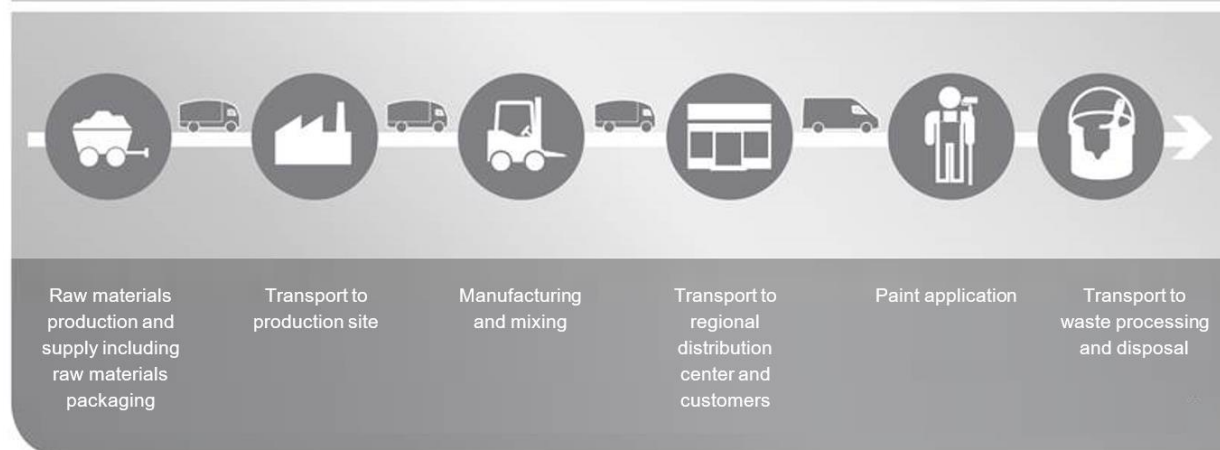 Raw materials
production and
supply including
raw materials
packaging
Transport to
production site
Manufacturing
and mixing
Transport to
regional
distribution
center and
customers
Paint application
Transport to
waste processing
and disposal